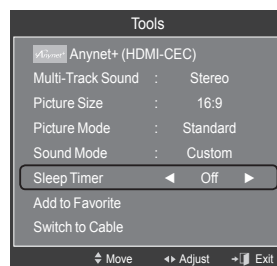 Tools
Anynet+ Anynet+ (HDMI-CEC)
Multi-Track Sound : Stereo
Picture Size : 16:9
Picture Mode : Standard
Sound Mode : Custom
Sleep Timer ◄ Off ►
Add to Favorite
Switch to Cable
Move Adjust Exit